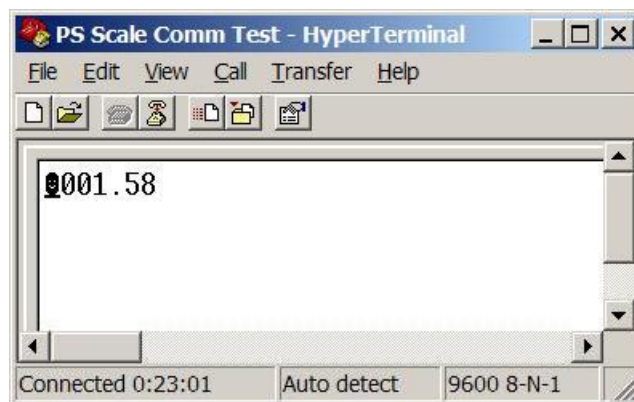 PS Scale Comm Test - HyperTerminal
File Edit View Call Transfer Help
001.58
Connected 0:23:01 Auto detect 9600 8-N-1